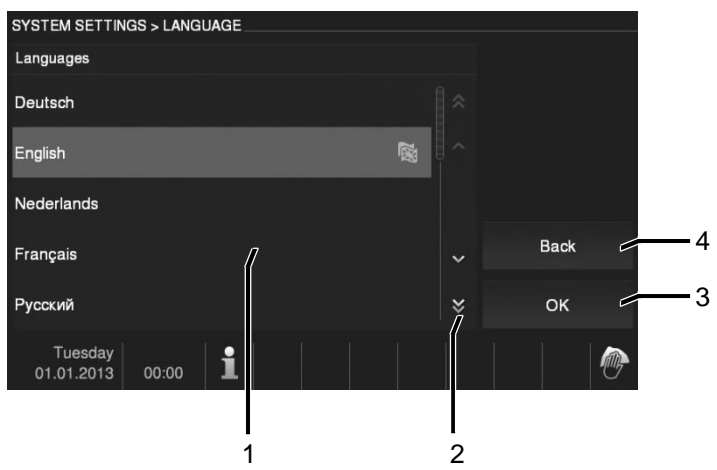 SYSTEM SETTINGS > LANGUAGE
Languages
Deutsch
English
Nederlands
Français
Русский
Back
OK
4
3
Tuesday
01.01.2013
00:00
1
2